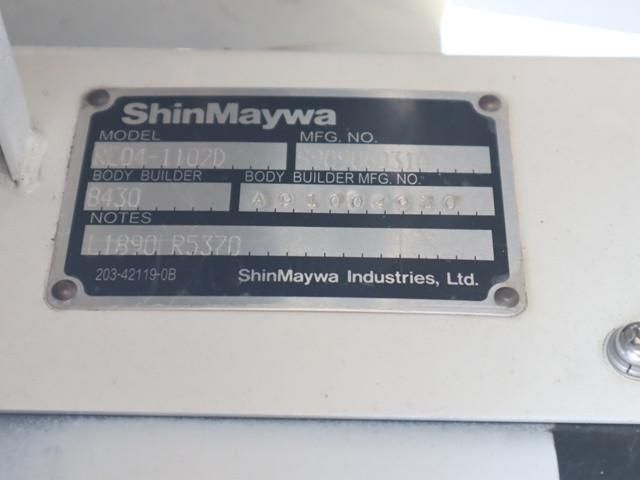 ShinMaywa
MODEL MFG. NO.
RE04-1102D
BODY BUILDER BODY BUILDER MFG. NO.
B430
NOTES
L1890 R5370
203-42119-0B ShinMaywa Industries, Ltd.